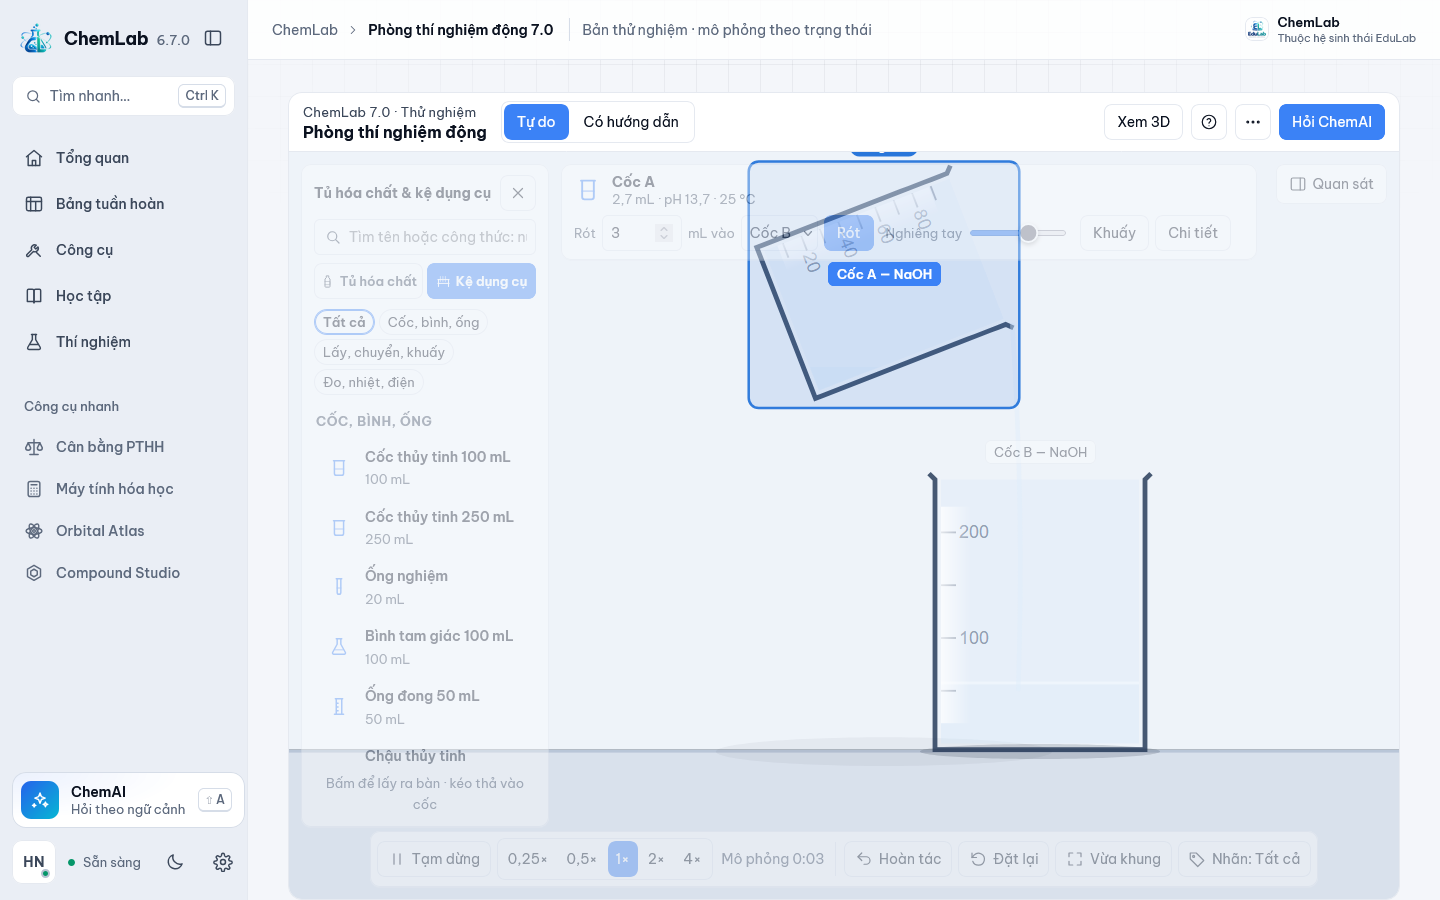 ChemLab 6.7.0
Tìm nhanh... Ctrl K
Tổng quan
Bảng tuần hoàn
Công cụ
Học tập
Thí nghiệm
Công cụ nhanh
Cân bằng PTHH
Máy tính hóa học
Orbital Atlas
Compound Studio
ChemAI
Hỏi theo ngữ cảnh
⇧ A
HN
Sẵn sàng
ChemLab › Phòng thí nghiệm động 7.0 Bản thử nghiệm · mô phỏng theo trạng thái
ChemLab
Thuộc hệ sinh thái EduLab
ChemLab 7.0 · Thử nghiệm
Phòng thí nghiệm động
Tự do Có hướng dẫn
Xem 3D
Hỏi ChemAI
Tủ hóa chất & kệ dụng cụ
Tìm tên hoặc công thức:
Tủ hóa chất Kệ dụng cụ
Tất cả Cốc, bình, ống
Lấy, chuyển, khuấy
Đo, nhiệt, điện
CỐC, BÌNH, ỐNG
Cốc thủy tinh 100 mL
100 mL
Cốc thủy tinh 250 mL
250 mL
Ống nghiệm
20 mL
Bình tam giác 100 mL
100 mL
Ống đong 50 mL
50 mL
Chậu thủy tinh
Bấm để lấy ra bàn · kéo thả vào
cốc
Cốc A
2,7 mL · pH 13,7 · 25 °C
Rót 3 mL vào Cốc B Rót Nghiêng tay Khuấy Chi tiết
Quan sát
80
60
40
20
Cốc A — NaOH
Cốc B — NaOH
200
100
Tạm dừng 0,25× 0,5× 1× 2× 4× Mô phỏng 0:03 Hoàn tác Đặt lại Vừa khung Nhãn: Tất cả